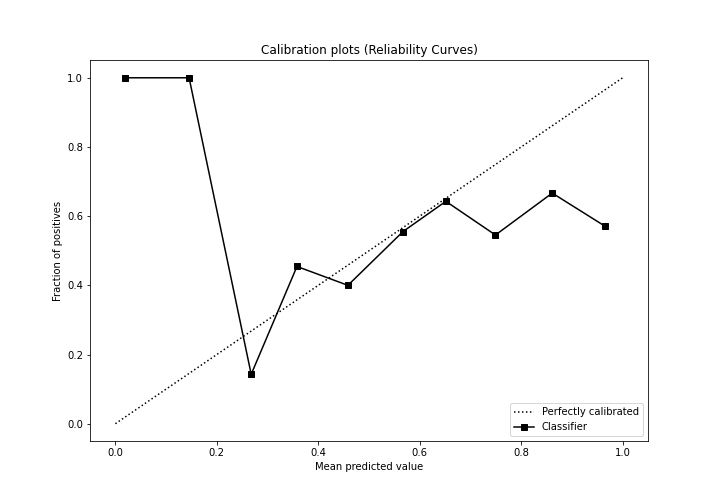 Calibration plots (Reliability Curves)
1.0
0.8
0.6
0.4
0.2
0.0
Fraction of positives
Perfectly calibrated
Classifier
0.0 0.2 0.4 0.6 0.8 1.0
Mean predicted value